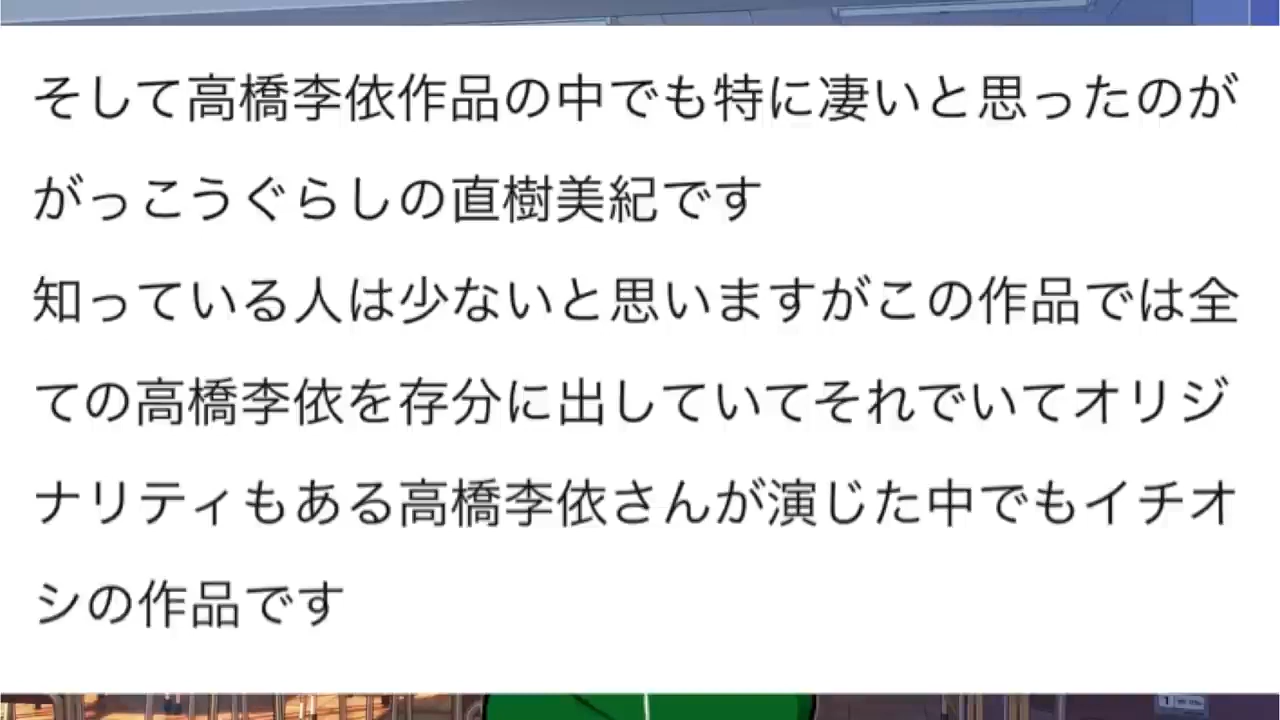 そして高橋李依作品の中でも特に凄いと思ったのが
がっこうぐらしの直樹美紀です
知っている人は少ないと思いますがこの作品では全
ての高橋李依を存分に出していてそれでいてオリジ
ナリティもある高橋李依さんが演じた中でもイチオ
シの作品です